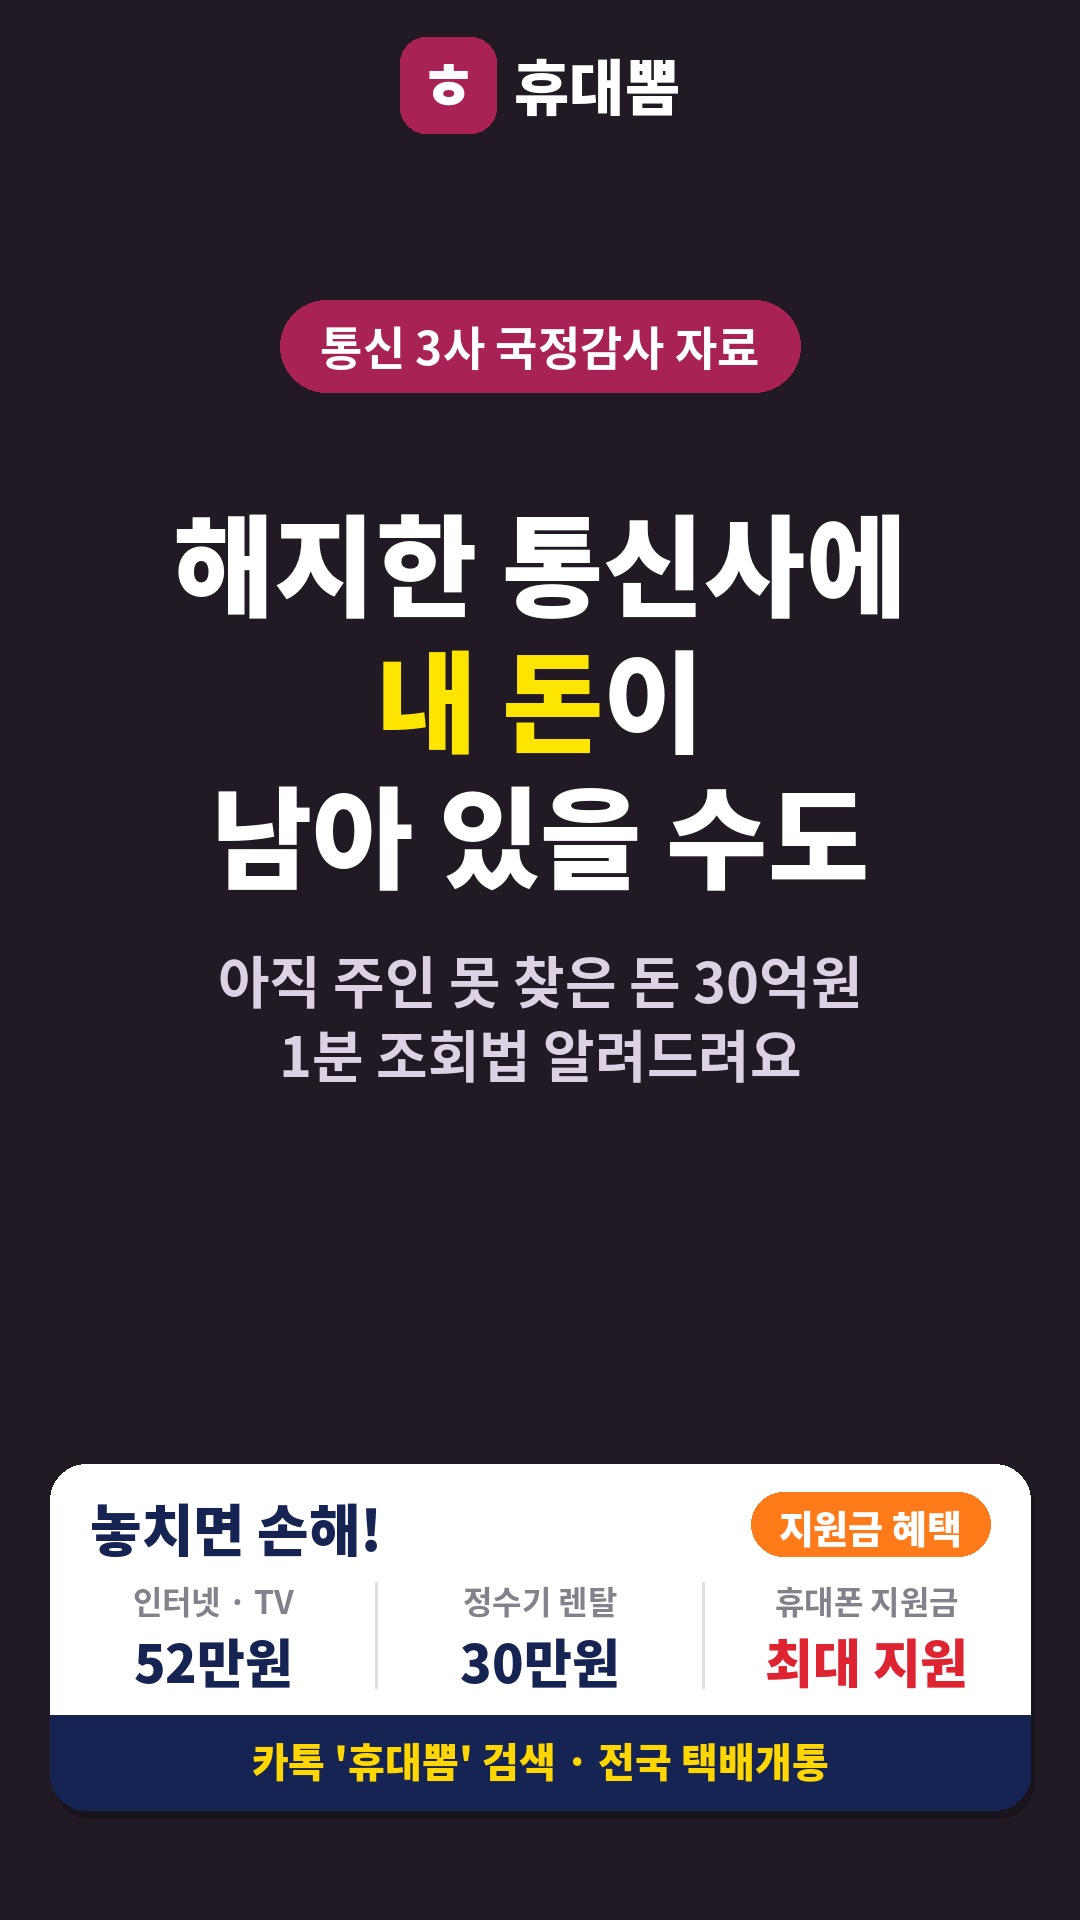 ㅎ 휴대뽐
통신 3사 국정감사 자료
해지한 통신사에
내 돈이
남아 있을 수도
아직 주인 못 찾은 돈 30억원
1분 조회법 알려드려요
놓치면 손해!
지원금 혜택
인터넷 · TV
52만원
정수기 렌탈
30만원
휴대폰 지원금
최대 지원
카톡 '휴대뽐' 검색 · 전국 택배개통